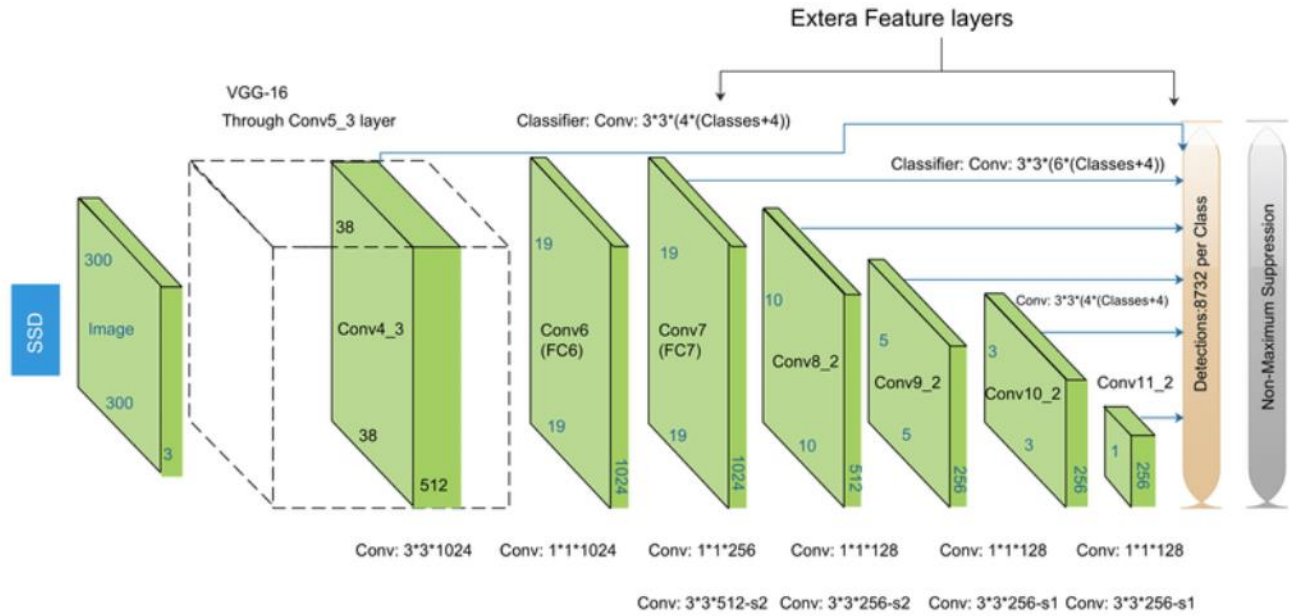 Extera Feature layers
VGG-16
Through Conv5_3 layer
Classifier: Conv: 3*3*(4*(Classes+4))
Classifier: Conv: 3*3*(6*(Classes+4))
SSD
300
Image
300
3
38
Conv4_3
38
512
19
Conv6
(FC6)
19
1024
19
Conv7
(FC7)
19
1024
10
Conv8_2
10
512
5
Conv9_2
5
256
Conv: 3*3*(4*(Classes+4)
3
Conv10_2
3
256
Conv11_2
1
256
Detections:8732 per Class
Non-Maximum Suppression
Conv: 3*3*1024
Conv: 1*1*1024
Conv: 1*1*256
Conv: 1*1*128
Conv: 1*1*128
Conv: 1*1*128
Conv: 3*3*512-s2
Conv: 3*3*256-s2
Conv: 3*3*256-s1
Conv: 3*3*256-s1